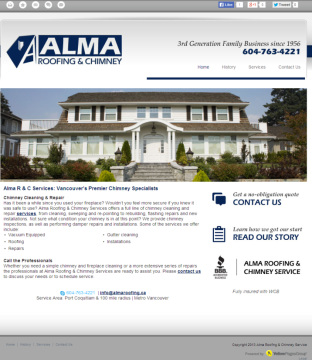 Like
Tweet
ALMA
ROOFING & CHIMNEY
3rd Generation Family Business since 1956
604-763-4221
Home History Services Contact Us
Alma R & C Services: Vancouver's Premier Chimney Specialists
Chimney Cleaning & Repair
Has it been a while since you used your fireplace? Wouldn't you feel more secure if you knew it
was safe to use? Alma Roofing & Chimney Services offers a full line of chimney cleaning and
repair services, from cleaning, sweeping and re-pointing to rebuilding, flashing repairs and new
installations. Not sure what condition your chimney is in at this point? We provide chimney
inspections, as well as performing damper repairs and installations. Some of the services we offer
include:
Vacuum Equipped
Gutter cleaning
Roofing
Installations
Repairs
Call the Professionals
Whether you need a simple chimney and fireplace cleaning or a more extensive series of repairs,
the professionals at Alma Roofing & Chimney Services are ready to assist you. Please contact us
to discuss your needs or to schedule service.
604-763-4221 | info@almaroofing.ca
Service Area: Port Coquitlam & 100 mile radius | Metro Vancouver
Get a no-obligation quote
CONTACT US
Learn how we got our start
READ OUR STORY
BBB
ALMA ROOFING &
CHIMNEY SERVICE
Fully insured with WCB
Home | History | Services | Contact Us
Copyright 2013 Alma Roofing & Chimney Service
Powered by Yellow Pages Group